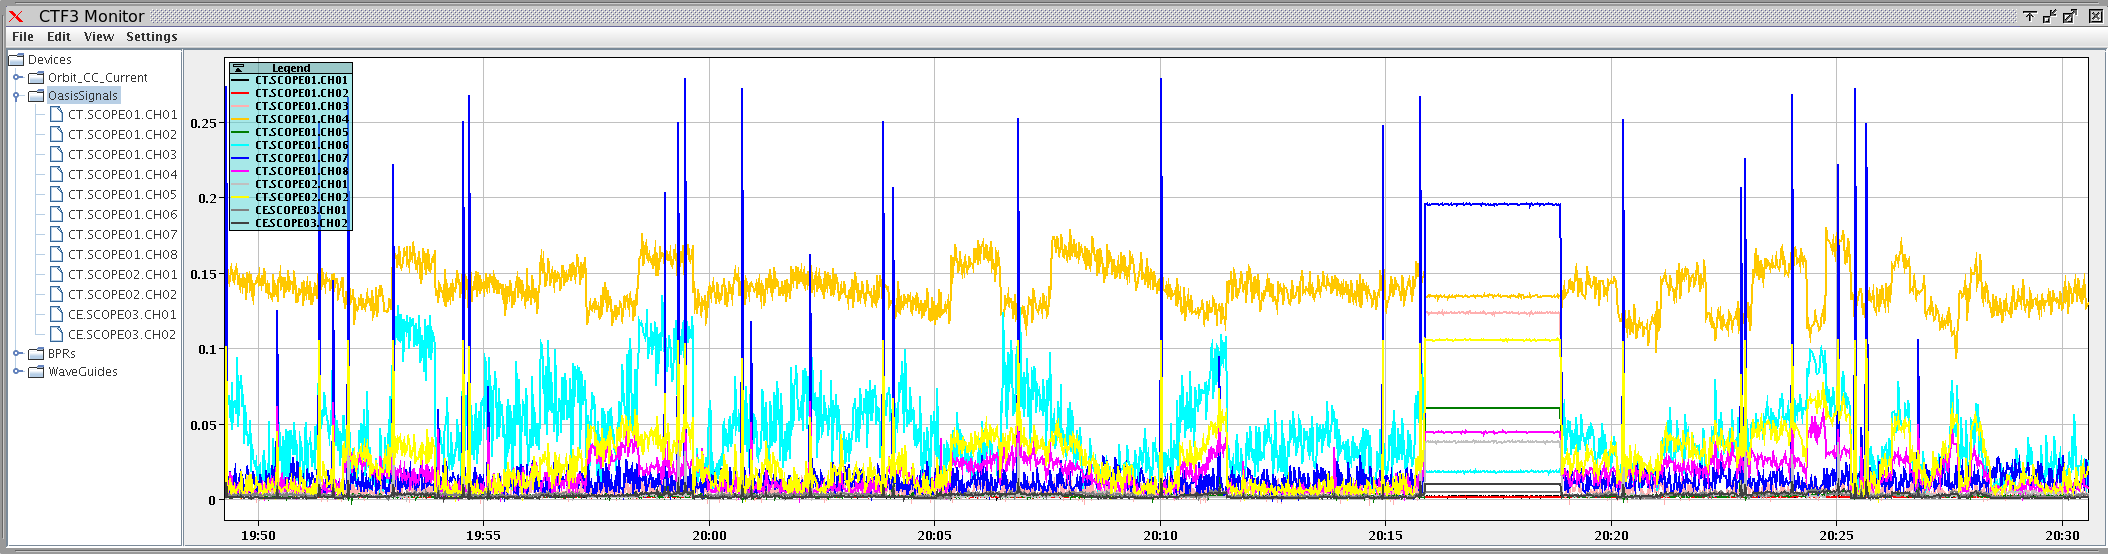 CTF3 Monitor
File Edit View Settings
Devices
Orbit_CC_Current
OasisSignals
CT.SCOPE01.CH01
CT.SCOPE01.CH02
CT.SCOPE01.CH03
CT.SCOPE01.CH04
CT.SCOPE01.CH05
CT.SCOPE01.CH06
CT.SCOPE01.CH07
CT.SCOPE01.CH08
CT.SCOPE02.CH01
CT.SCOPE02.CH02
CE.SCOPE03.CH01
CE.SCOPE03.CH02
BPRs
WaveGuides
Legend
CT.SCOPE01.CH01
CT.SCOPE01.CH02
CT.SCOPE01.CH03
CT.SCOPE01.CH04
CT.SCOPE01.CH05
CT.SCOPE01.CH06
CT.SCOPE01.CH07
CT.SCOPE01.CH08
CT.SCOPE02.CH01
CT.SCOPE02.CH02
CE.SCOPE03.CH01
CE.SCOPE03.CH02
0.25
0.2
0.15
0.1
0.05
0
19:50 19:55 20:00 20:05 20:10 20:15 20:20 20:25 20:30